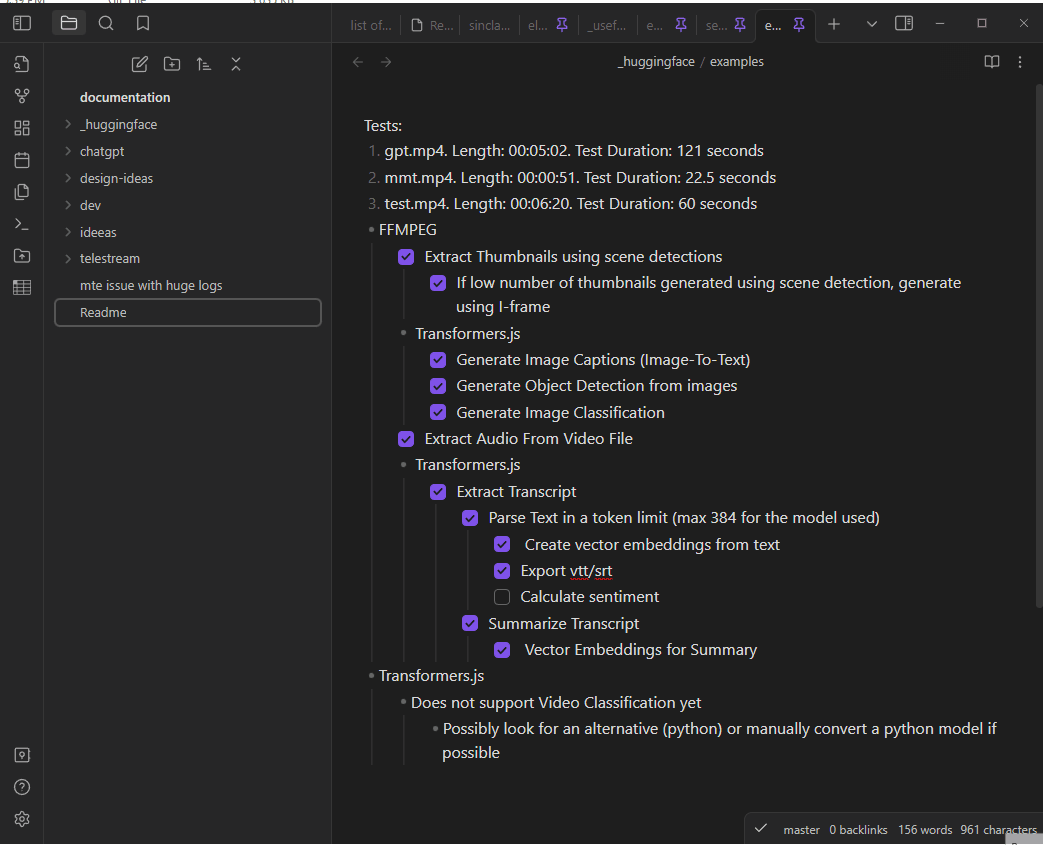 list of...
Re...
sincla...
el...
_usef...
e...
se...
e...
_huggingface / examples
documentation
_huggingface
chatgpt
design-ideas
dev
ideeas
telestream
mte issue with huge logs
Readme
Tests:
1. gpt.mp4. Length: 00:05:02. Test Duration: 121 seconds
2. mmt.mp4. Length: 00:00:51. Test Duration: 22.5 seconds
3. test.mp4. Length: 00:06:20. Test Duration: 60 seconds
FFMPEG
Extract Thumbnails using scene detections
If low number of thumbnails generated using scene detection, generate
using I-frame
Transformers.js
Generate Image Captions (Image-To-Text)
Generate Object Detection from images
Generate Image Classification
Extract Audio From Video File
Transformers.js
Extract Transcript
Parse Text in a token limit (max 384 for the model used)
Create vector embeddings from text
Export vtt/srt
Calculate sentiment
Summarize Transcript
Vector Embeddings for Summary
Transformers.js
Does not support Video Classification yet
Possibly look for an alternative (python) or manually convert a python model if
possible
master 0 backlinks 156 words 961 characters